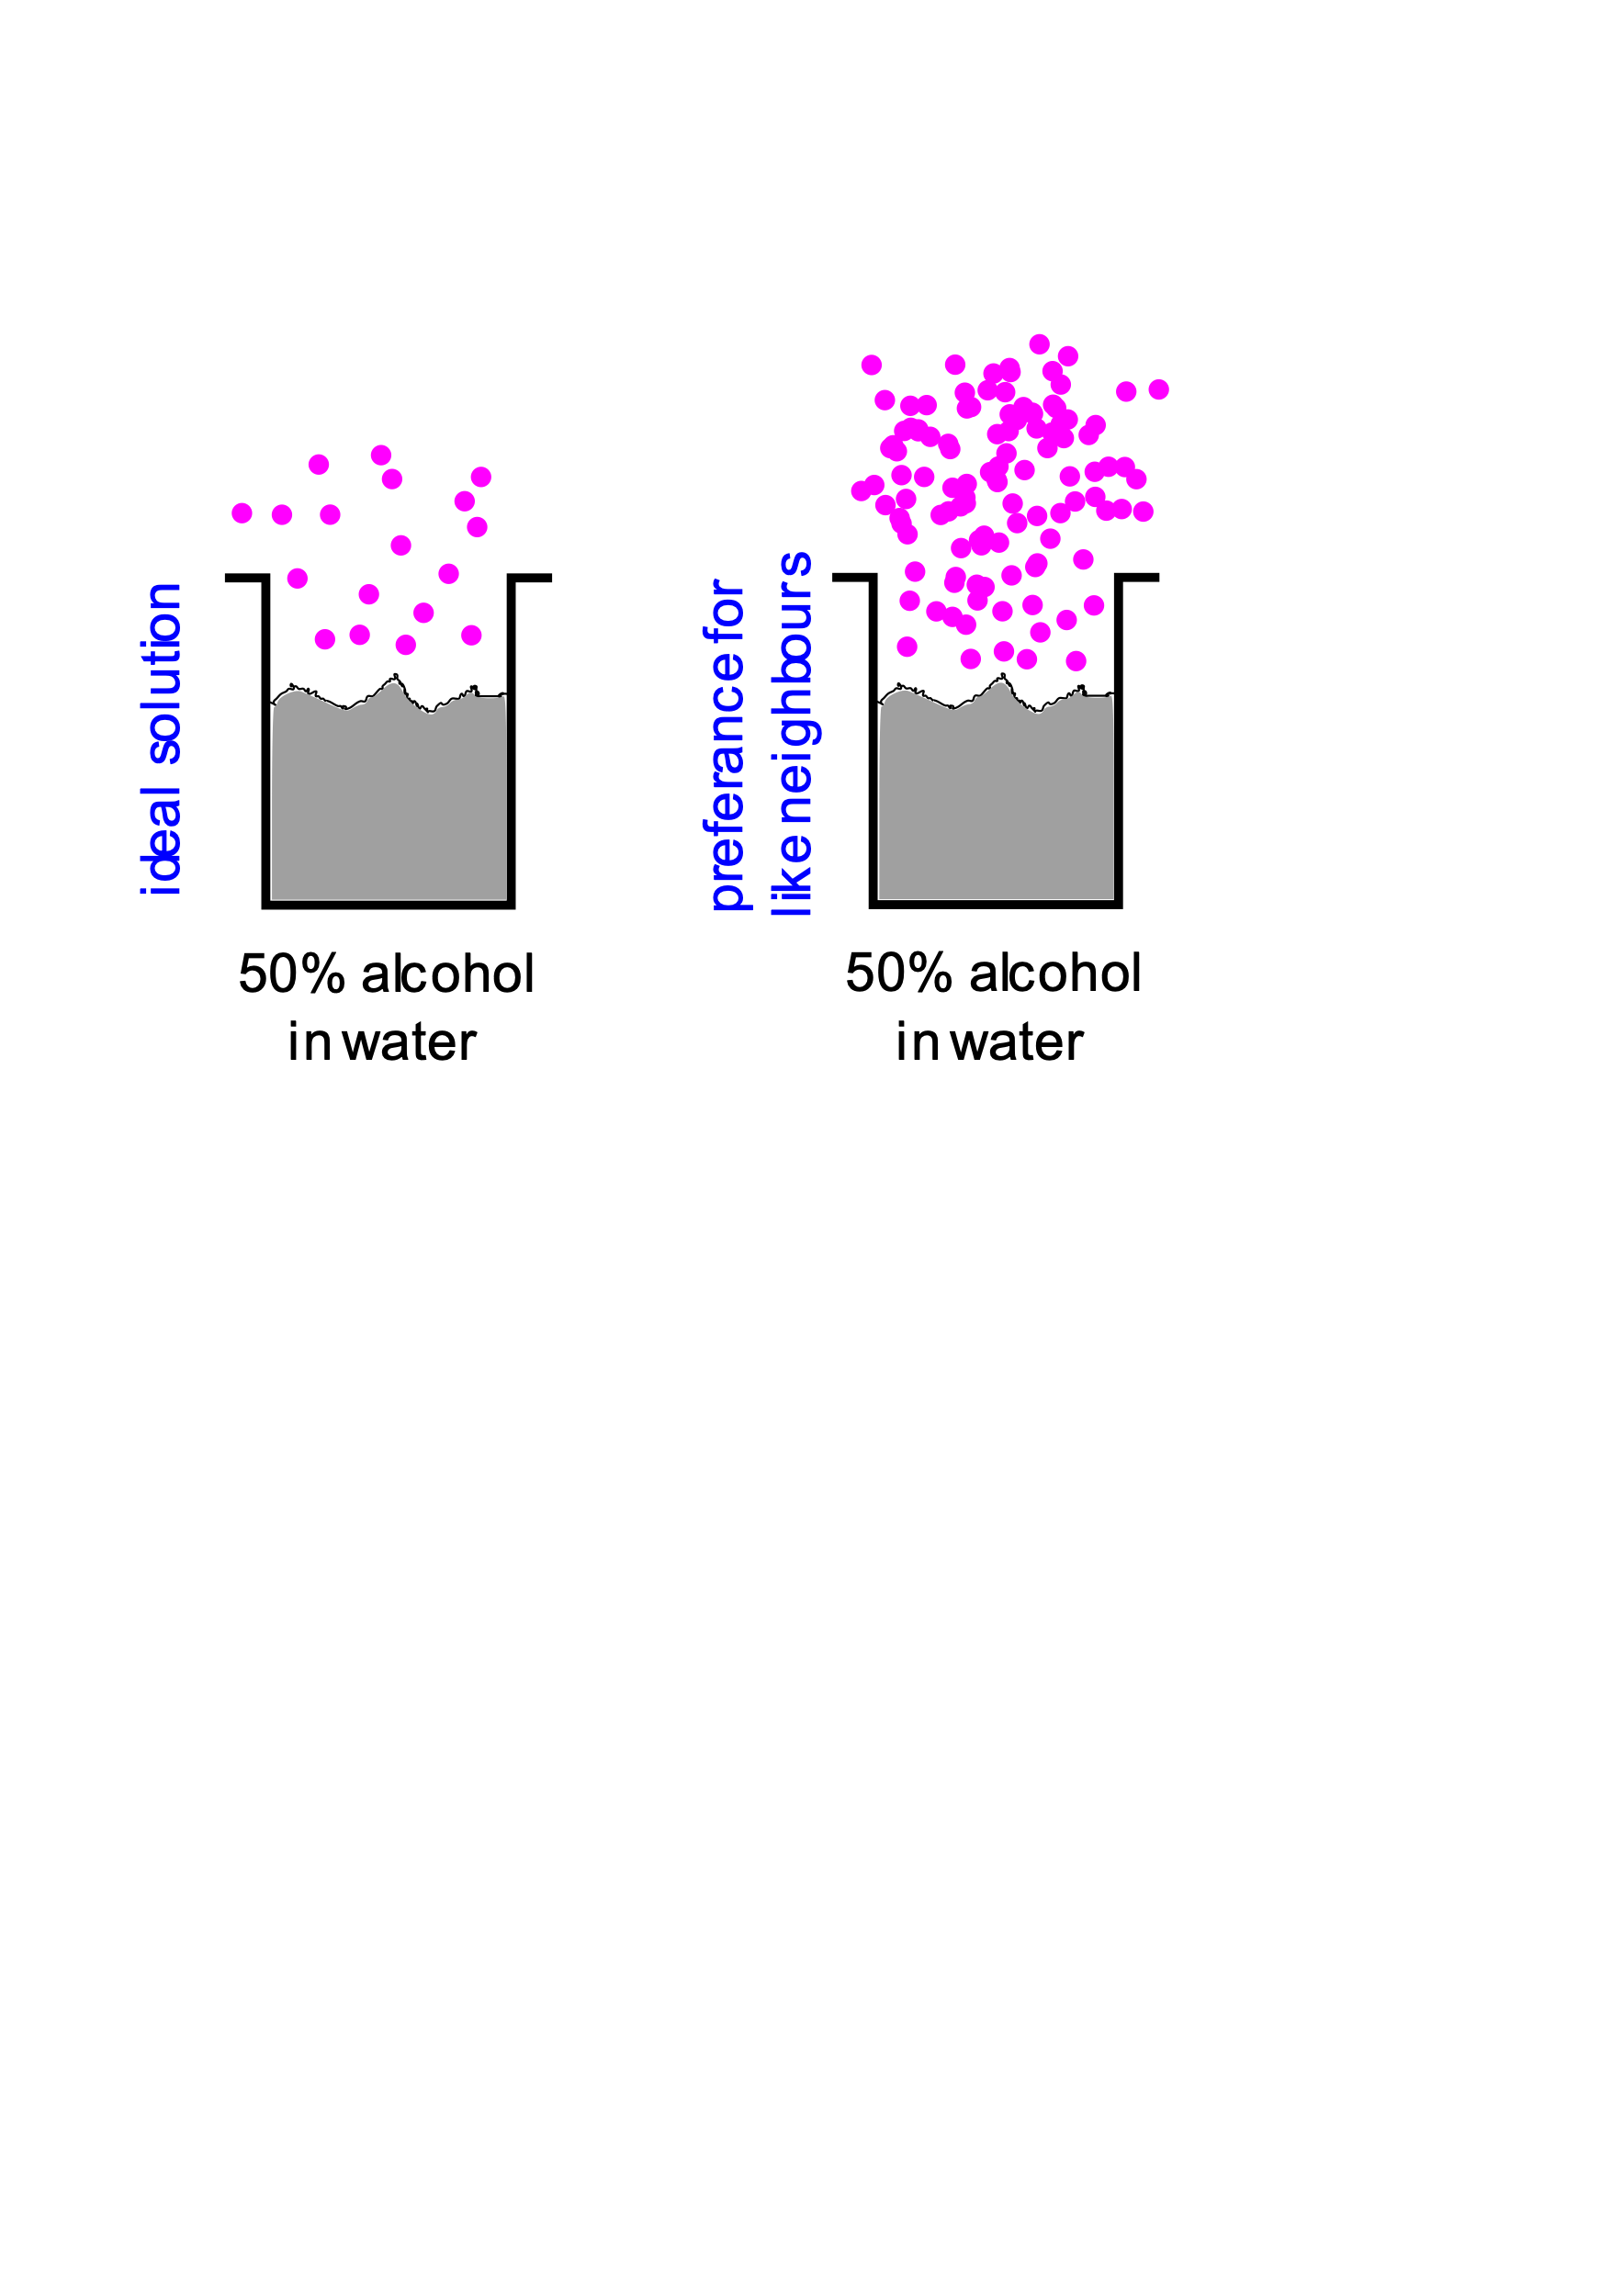 ideal solution
preferance for
like neighbours
50% alcohol
in water
50% alcohol
in water